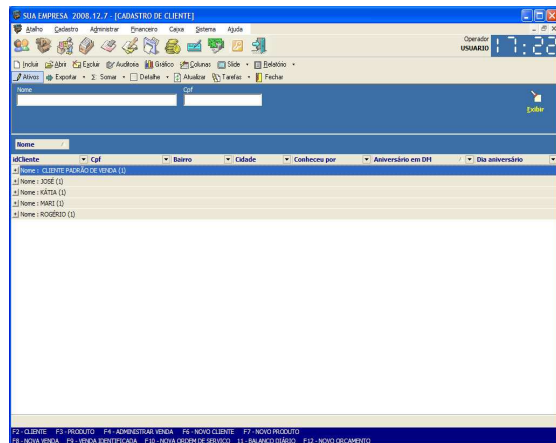 SUA EMPRESA 2008.12.7 - [CADASTRO DE CLIENTE]
Atalho Cadastro Administrar Financeiro Caixa Sistema Ajuda
Operador
USUARIO 17:22
Incluir Abrir Excluir Auditoria Gráfico Colunas Slide Relatório
Ativos Exportar Σ Somar Detalhe Atualizar Tarefas Fechar
Nome Cpf
Exibir
Nome
idCliente Cpf Bairro Cidade Conheceu por Aniversário em DM Dia aniversário
Nome : CLIENTE PADRÃO DE VENDA (1)
Nome : JOSÉ (1)
Nome : KÁTIA (1)
Nome : MARI (1)
Nome : ROGÉRIO (1)
F2 - CLIENTE F3 - PRODUTO F4 - ADMINISTRAR VENDA F6 - NOVO CLIENTE F7 - NOVO PRODUTO
F8 - NOVA VENDA F9 - VENDA IDENTIFICADA F10 - NOVA ORDEM DE SERVICO 11 - BALANCO DIÁRIO F12 - NOVO ORCAMENTO